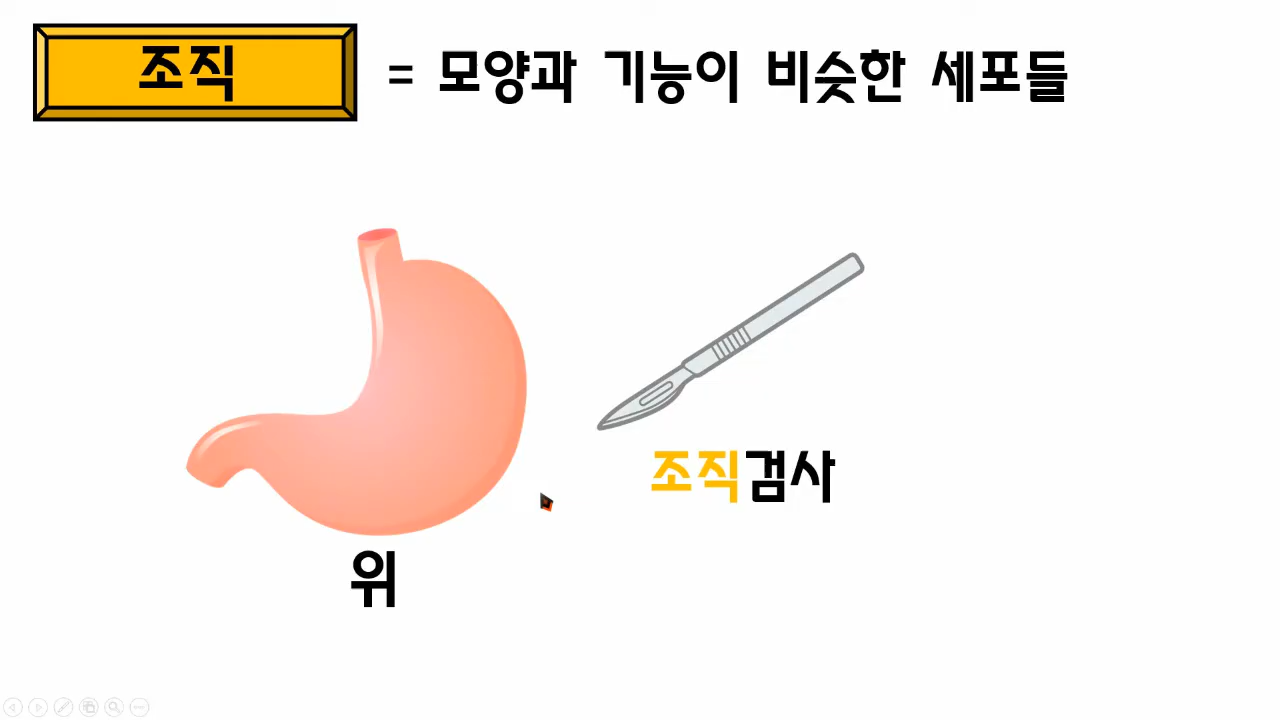 조직 = 모양과 기능이 비슷한 세포들
조직검사
위